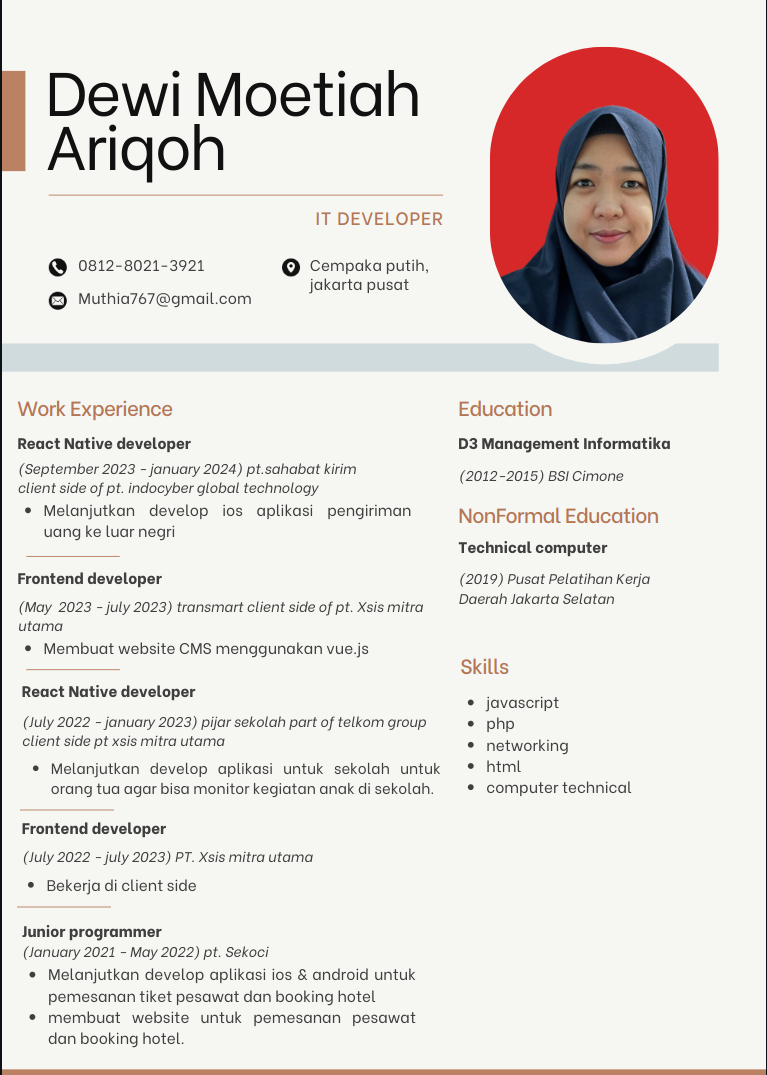 Dewi Moetiah
Ariqoh
IT DEVELOPER
0812-8021-3921
Muthia767@gmail.com
Cempaka putih,
jakarta pusat
Work Experience
React Native developer
(September 2023 - january 2024) pt.sahabat kirim
client side of pt. indocyber global technology
• Melanjutkan develop ios aplikasi pengiriman
uang ke luar negri
Frontend developer
(May 2023 - july 2023) transmart client side of pt. Xsis mitra
utama
• Membuat website CMS menggunakan vue.js
React Native developer
(July 2022 - january 2023) pijar sekolah part of telkom group
client side pt xsis mitra utama
• Melanjutkan develop aplikasi untuk sekolah untuk
orang tua agar bisa monitor kegiatan anak di sekolah.
Frontend developer
(July 2022 - july 2023) PT. Xsis mitra utama
• Bekerja di client side
Junior programmer
(January 2021 - May 2022) pt. Sekoci
• Melanjutkan develop aplikasi ios & android untuk
pemesanan tiket pesawat dan booking hotel
• membuat website untuk pemesanan pesawat
dan booking hotel.
Education
D3 Management Informatika
(2012-2015) BSI Cimone
NonFormal Education
Technical computer
(2019) Pusat Pelatihan Kerja
Daerah Jakarta Selatan
Skills
• javascript
• php
• networking
• html
• computer technical